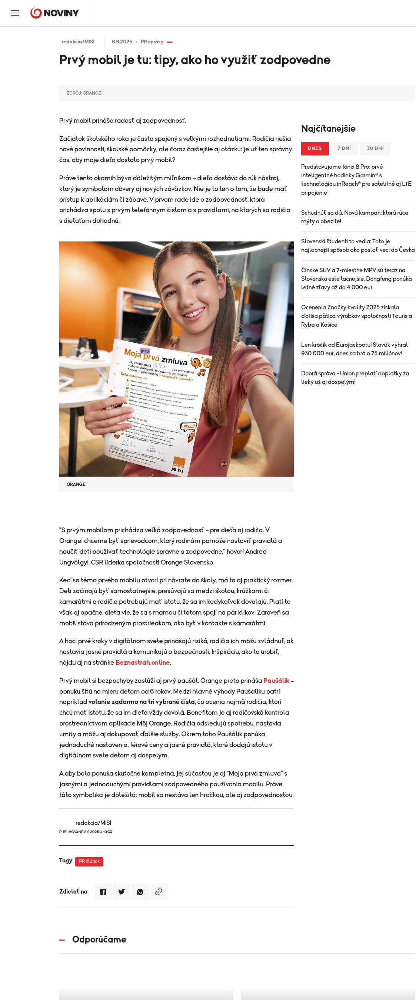 NOVINY
redakcia/MISI
8.9.2025 • PR správy
Prvý mobil je tu: tipy, ako ho využiť zodpovedne
ZDROJ: ORANGE
Prvý mobil prináša radosť aj zodpovednosť.
Začiatok školského roka je často spojený s veľkými rozhodnutiami. Rodičia riešia
nové povinnosti, školské pomôcky, ale čoraz častejšie aj otázku: je už ten správny
čas, aby moje dieťa dostalo prvý mobil?
Práve tento okamih býva dôležitým míľnikom – dieťa dostáva do rúk nástroj,
ktorý je symbolom dôvery aj nových záväzkov. Nie je to len o tom, že bude mať
prístup k aplikáciám či zábave. V prvom rade ide o zodpovednosť, ktorá
prichádza spolu s prvým telefónnym číslom a s pravidlami, na ktorých sa rodičia
s dieťaťom dohodnú.
je tu
Moja prvá zmluva
Ja, podpísaný/á ALICA, za prítomnosti
rodičov sľubujem, že budem k používaniu
svojho prvého mobilu pristupovať zodpovedne.
Ďalej sľubujem, že:
na oplátku:
HELLO
ALICA
orange
je tu
ORANGE
"S prvým mobilom prichádza veľká zodpovednosť – pre dieťa aj rodiča. V
Orangei chceme byť sprievodcom, ktorý rodinám pomôže nastaviť pravidlá a
naučiť deti používať technológie správne a zodpovedne," hovorí Andrea
Ungvölgyi, CSR líderka spoločnosti Orange Slovensko.
Keď sa téma prvého mobilu otvorí pri návrate do školy, má to aj praktický rozmer.
Deti začínajú byť samostatnejšie, presúvajú sa medzi školou, krúžkami či
kamarátmi a rodičia potrebujú mať istotu, že sa im kedykoľvek dovolajú. Platí to
však aj opačne, dieťa vie, že sa s mamou či tatom spojí na pár klikov. Zároveň sa
mobil stáva prirodzeným prostriedkom, ako byť v kontakte s kamarátmi.
A hoci prvé kroky v digitálnom svete prinášajú riziká, rodičia ich môžu zvládnuť, ak
nastavia jasné pravidlá a komunikujú o bezpečnosti. Inšpiráciu, ako to urobiť,
nájdu aj na stránke Beznastrah.online.
Prvý mobil si bezpochyby zaslúži aj prvý paušál. Orange preto prináša Paušálik –
ponuku šitú na mieru deťom od 6 rokov. Medzi hlavné výhody Paušáliku patrí
napríklad volanie zadarmo na tri vybrané čísla, čo ocenia najmä rodičia, ktorí
chcú mať istotu, že sa im dieťa vždy dovolá. Benefitom je aj rodičovská kontrola
prostredníctvom aplikácie Môj Orange. Rodičia odsledujú spotrebu, nastavia
limity a môžu aj dokupovať ďalšie služby. Okrem toho Paušálik ponúka
jednoduché nastavenia, férové ceny a jasné pravidlá, ktoré dodajú istotu v
digitálnom svete deťom aj dospelým.
A aby bola ponuka skutočne kompletná, jej súčasťou je aj "Moja prvá zmluva" s
jasnými a jednoduchými pravidlami zodpovedného používania mobilu. Práve
táto symbolika je dôležitá: mobil sa nestáva len hračkou, ale aj zodpovednosťou.
redakcia/MISI
PUBLIKOVANÉ 8.9.2025 O 10:33
Tagy: PR článok
Zdielať na
Najčítanejšie
DNES
7 DNÍ
30 DNÍ
Predstavujeme fēnix 8 Pro: prvé
inteligentné hodinky Garmin® s
technológiou inReach® pre satelitné aj LTE
pripojenie
Schudnúť sa dá. Nová kampaň, ktorá rúca
mýty o obezite!
Slovenskí študenti to vedia: Toto je
najlacnejší spôsob ako poslať veci do Česka
Čínske SUV a 7-miestne MPV sú teraz na
Slovensku ešte lacnejšie. Dongfeng ponúka
letné zľavy až do 4 000 eur
Ocenenia Značky kvality 2025 získala
ďalšia pätica výrobkov spoločnosti Tauris a
Ryba a Košice
Len krôčik od Eurojackpotu! Slovák vyhral
930 000 eur, dnes sa hrá o 75 miliónov!
Dobrá správa - Union preplatí doplatky za
lieky už aj dospelým!
Odporúčame